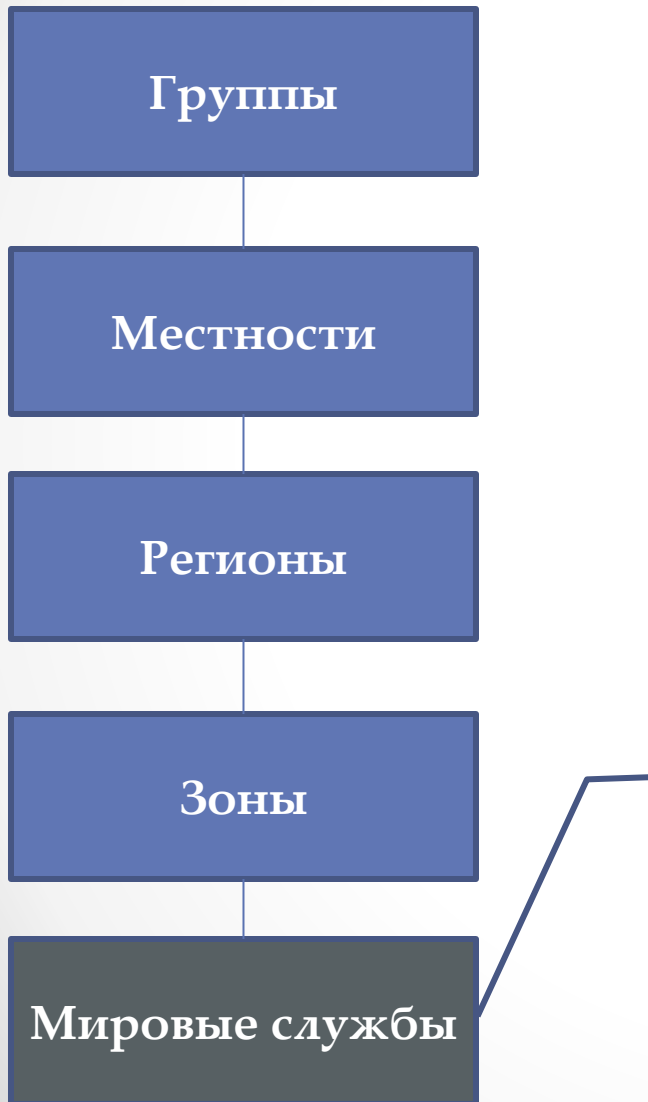 Группы
Местности
Регионы
Зоны
Мировые службы